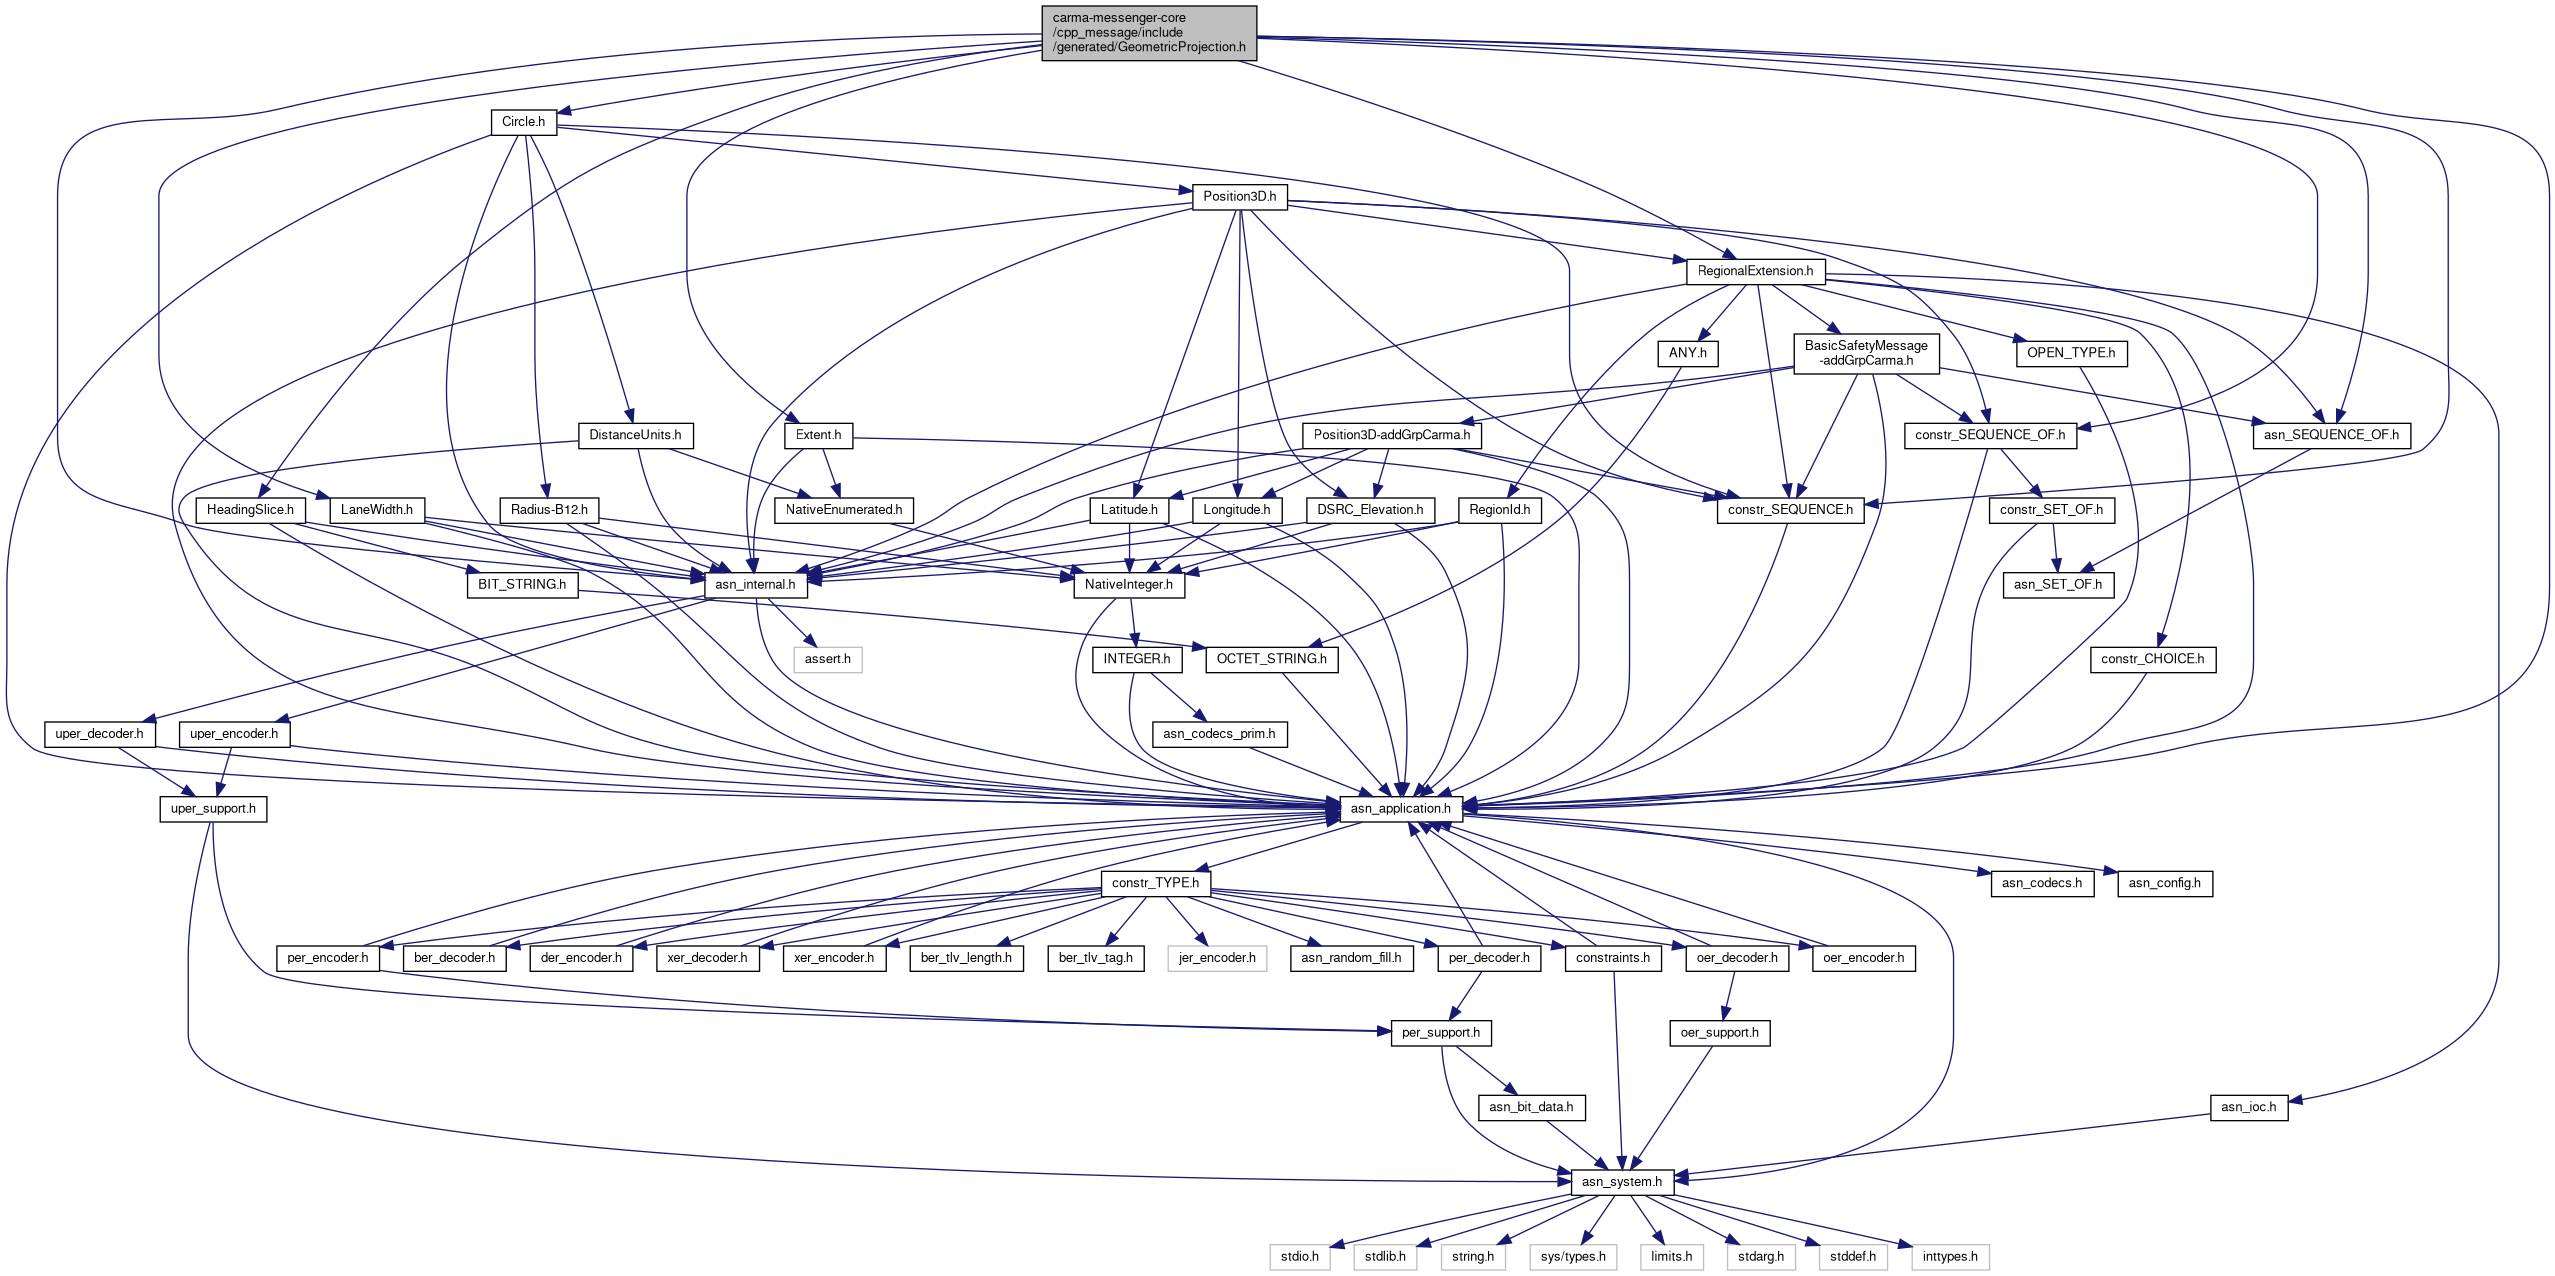 carma-messenger-core
/cpp_message/include
/generated/GeometricProjection.h
Circle.h
Position3D.h
RegionalExtension.h
ANY.h
BasicSafetyMessage
-addGrpCarma.h
OPEN_TYPE.h
DistanceUnits.h
Extent.h
Position3D-addGrpCarma.h
constr_SEQUENCE_OF.h
asn_SEQUENCE_OF.h
HeadingSlice.h
LaneWidth.h
Radius-B12.h
NativeEnumerated.h
Latitude.h
Longitude.h
DSRC_Elevation.h
RegionId.h
constr_SEQUENCE.h
constr_SET_OF.h
BIT_STRING.h
asn_internal.h
NativeInteger.h
asn_SET_OF.h
assert.h
INTEGER.h
OCTET_STRING.h
constr_CHOICE.h
uper_decoder.h
uper_encoder.h
asn_codecs_prim.h
uper_support.h
asn_application.h
constr_TYPE.h
asn_codecs.h
asn_config.h
per_encoder.h
ber_decoder.h
der_encoder.h
xer_decoder.h
xer_encoder.h
ber_tlv_length.h
ber_tlv_tag.h
jer_encoder.h
asn_random_fill.h
per_decoder.h
constraints.h
oer_decoder.h
oer_encoder.h
per_support.h
oer_support.h
asn_bit_data.h
asn_ioc.h
asn_system.h
stdio.h
stdlib.h
string.h
sys/types.h
limits.h
stdarg.h
stddef.h
inttypes.h